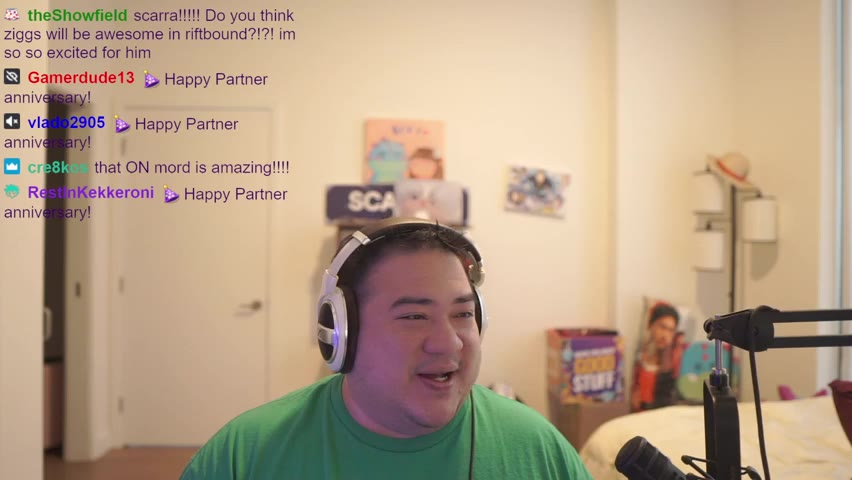 theShowfield scarra!!!!! Do you think
ziggs will be awesome in riftbound?!?! im
so so excited for him
Gamerdude13 Happy Partner
anniversary!
vlado2905 Happy Partner
anniversary!
cre8kos that ON mord is amazing!!!!
RestInKekkeroni Happy Partner
anniversary!
SCA
GOOD
STUFF